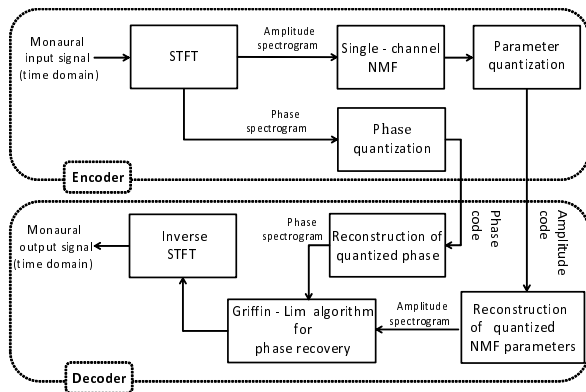 Monaural
input signal
(time domain)
STFT
Amplitude
spectrogram
Single - channel
NMF
Parameter
quantization
Phase
spectrogram
Phase
quantization
Encoder
Phase
code
Amplitude
code
Monaural
output signal
(time domain)
Inverse
STFT
Phase
spectrogram
Reconstruction of
quantized phase
Griffin - Lim algorithm
for
phase recovery
Amplitude
spectrogram
Reconstruction
of quantized
NMF parameters
Decoder